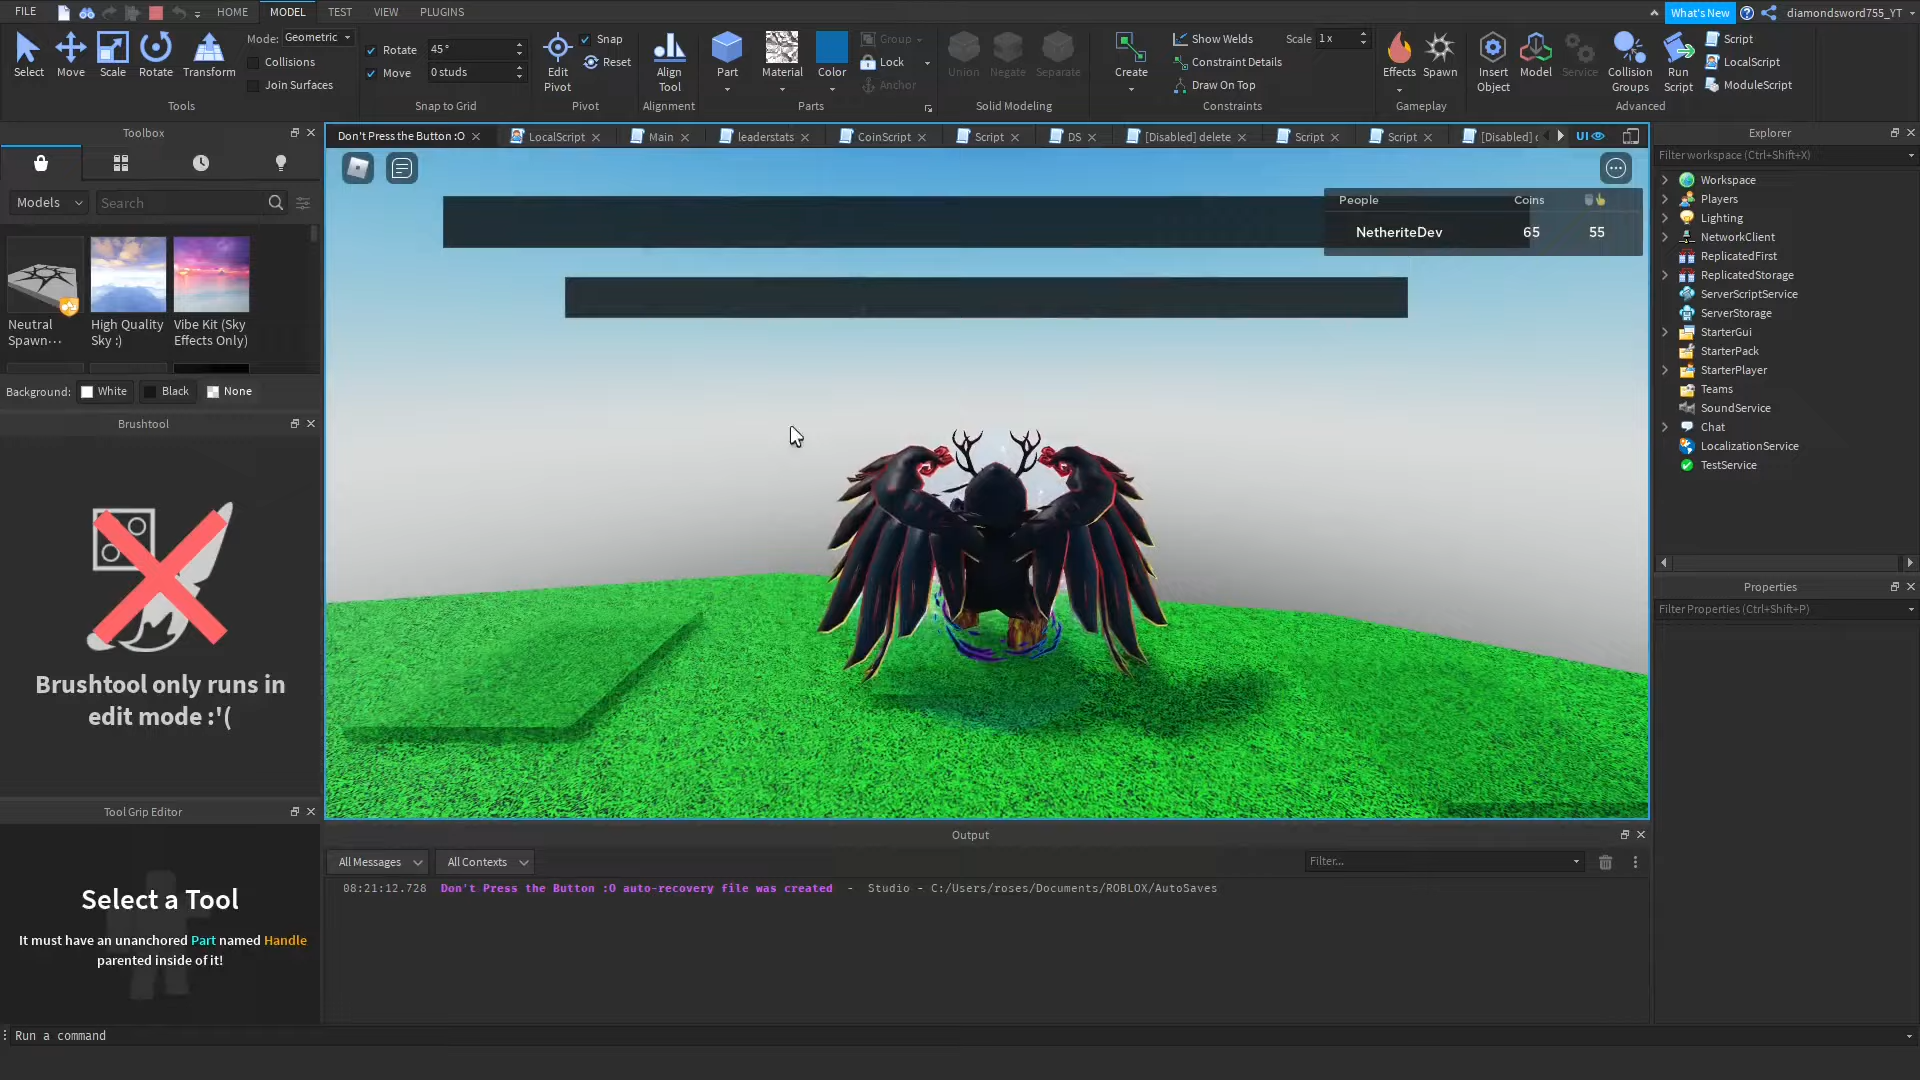 FILE
HOME
MODEL
TEST
VIEW
PLUGINS
What's New
diamondsword755_YT
Select
Move
Scale
Rotate
Transform
Mode: Geometric
Collisions
Join Surfaces
Tools
Rotate 45°
Move 0 studs
Snap to Grid
Edit
Pivot
Snap
Reset
Pivot
Align
Tool
Alignment
Part
Material
Color
Group
Lock
Anchor
Parts
Union
Negate
Separate
Solid Modeling
Create
Show Welds
Scale 1 x
Constraint Details
Draw On Top
Constraints
Effects
Spawn
Gameplay
Insert
Object
Model
Service
Collision
Groups
Run
Script
Script
LocalScript
ModuleScript
Advanced
Toolbox
Models
Search
Neutral
Spawn...
High Quality
Sky :)
Vibe Kit (Sky
Effects Only)
Background: White Black None
Brushtool
Brushtool only runs in
edit mode :'(
Tool Grip Editor
Select a Tool
It must have an unanchored Part named Handle
parented inside of it!
Don't Press the Button :O
LocalScript
Main
leaderstats
CoinScript
Script
DS
[Disabled] delete
Script
Script
[Disabled] c
UI
People Coins
NetheriteDev 65 55
Output
All Messages
All Contexts
Filter...
08:21:12.728 Don't Press the Button :O auto-recovery file was created - Studio - C:/Users/roses/Documents/ROBLOX/AutoSaves
Explorer
Filter workspace (Ctrl+Shift+X)
Workspace
Players
Lighting
NetworkClient
ReplicatedFirst
ReplicatedStorage
ServerScriptService
ServerStorage
StarterGui
StarterPack
StarterPlayer
Teams
SoundService
Chat
LocalizationService
TestService
Properties
Filter Properties (Ctrl+Shift+P)
Run a command